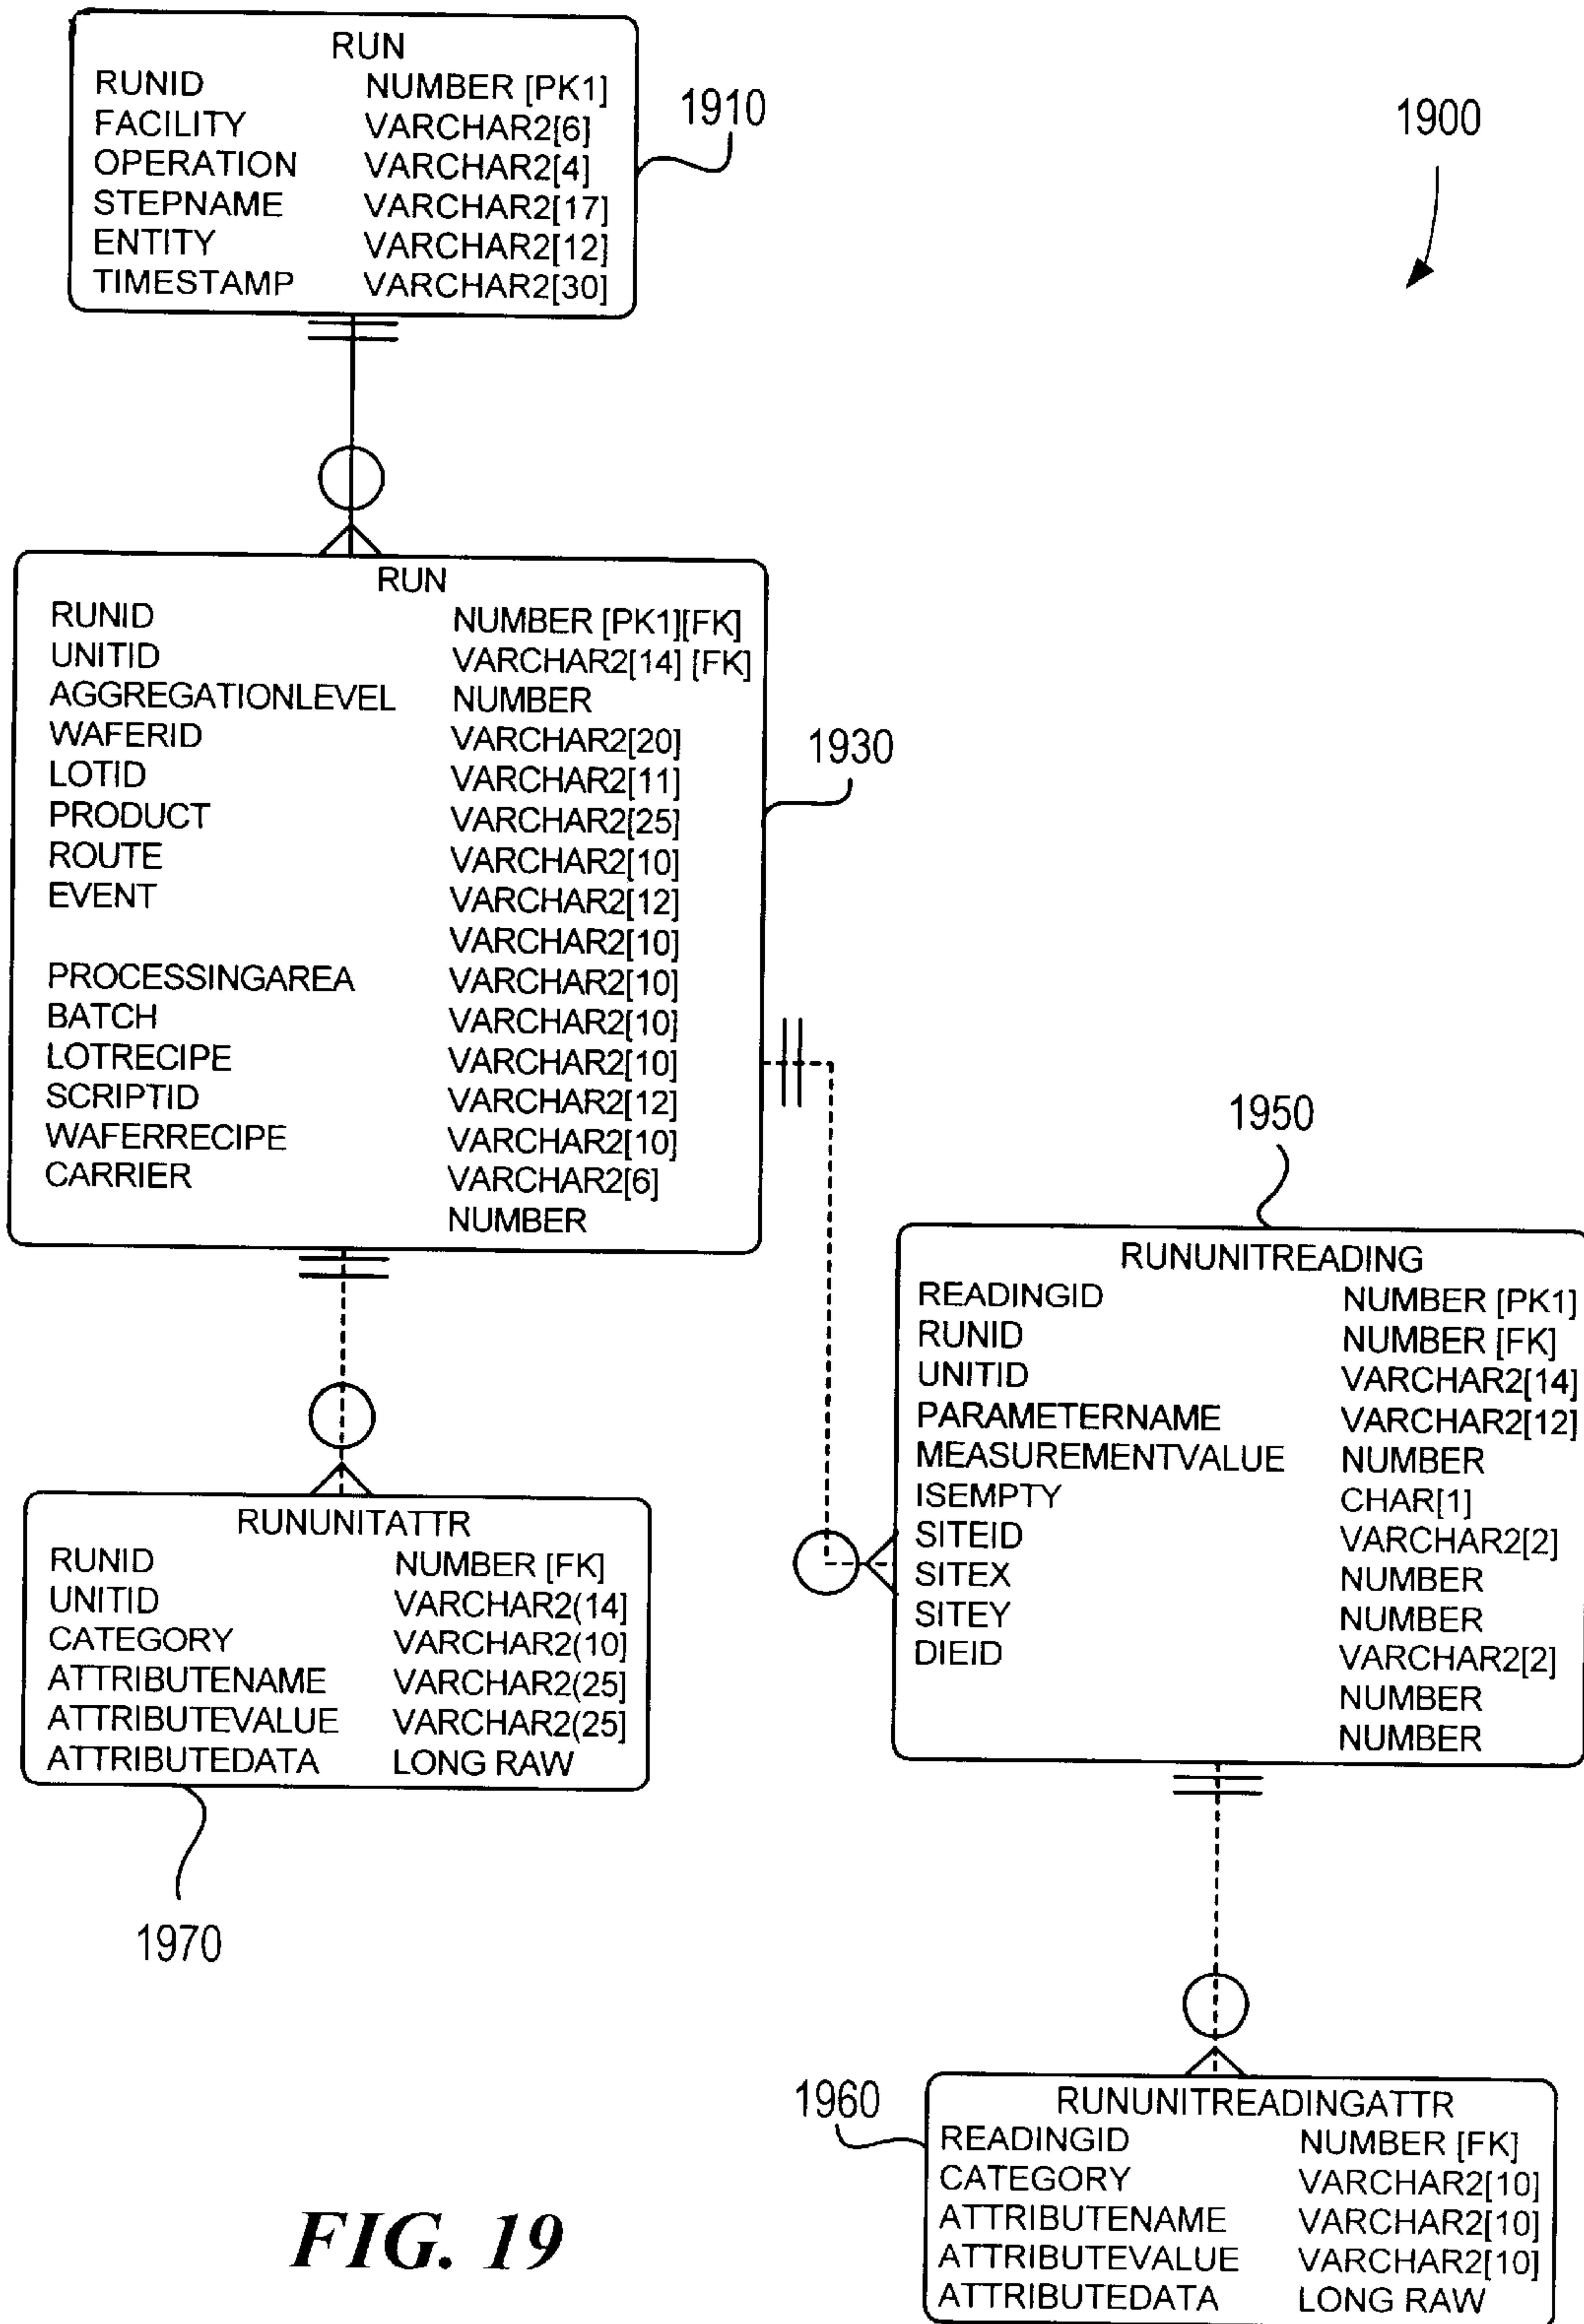 RUN
RUNID NUMBER [PK1]
FACILITY VARCHAR2[6]
OPERATION VARCHAR2[4]
STEPNAME VARCHAR2[17]
ENTITY VARCHAR2[12]
TIMESTAMP VARCHAR2[30]
1910
1900
RUN
RUNID NUMBER [PK1][FK]
UNITID VARCHAR2[14] [FK]
AGGREGATIONLEVEL NUMBER
WAFERID VARCHAR2[20]
LOTID VARCHAR2[11]
PRODUCT VARCHAR2[25]
ROUTE VARCHAR2[10]
EVENT VARCHAR2[12]
VARCHAR2[10]
PROCESSINGAREA VARCHAR2[10]
BATCH VARCHAR2[10]
LOTRECIPE VARCHAR2[10]
SCRIPTID VARCHAR2[12]
WAFERRECIPE VARCHAR2[10]
CARRIER VARCHAR2[6]
NUMBER
1930
1950
RUNUNITREADING
READINGID NUMBER [PK1]
RUNID NUMBER [FK]
UNITID VARCHAR2[14]
PARAMETERNAME VARCHAR2[12]
MEASUREMENTVALUE NUMBER
ISEMPTY CHAR[1]
SITEID VARCHAR2[2]
SITEX NUMBER
SITEY NUMBER
DIEID VARCHAR2[2]
NUMBER
NUMBER
RUNUNITATTR
RUNID NUMBER [FK]
UNITID VARCHAR2(14]
CATEGORY VARCHAR2(10]
ATTRIBUTENAME VARCHAR2(25]
ATTRIBUTEVALUE VARCHAR2(25]
ATTRIBUTEDATA LONG RAW
1970
1960
RUNUNITREADINGATTR
READINGID NUMBER [FK]
CATEGORY VARCHAR2[10]
ATTRIBUTENAME VARCHAR2[10]
ATTRIBUTEVALUE VARCHAR2[10]
ATTRIBUTEDATA LONG RAW
FIG. 19